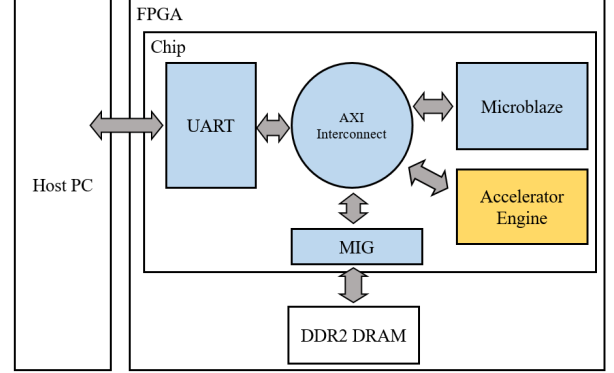 FPGA
Chip
UART
AXI
Interconnect
Microblaze
Host PC
Accelerator
Engine
MIG
DDR2 DRAM